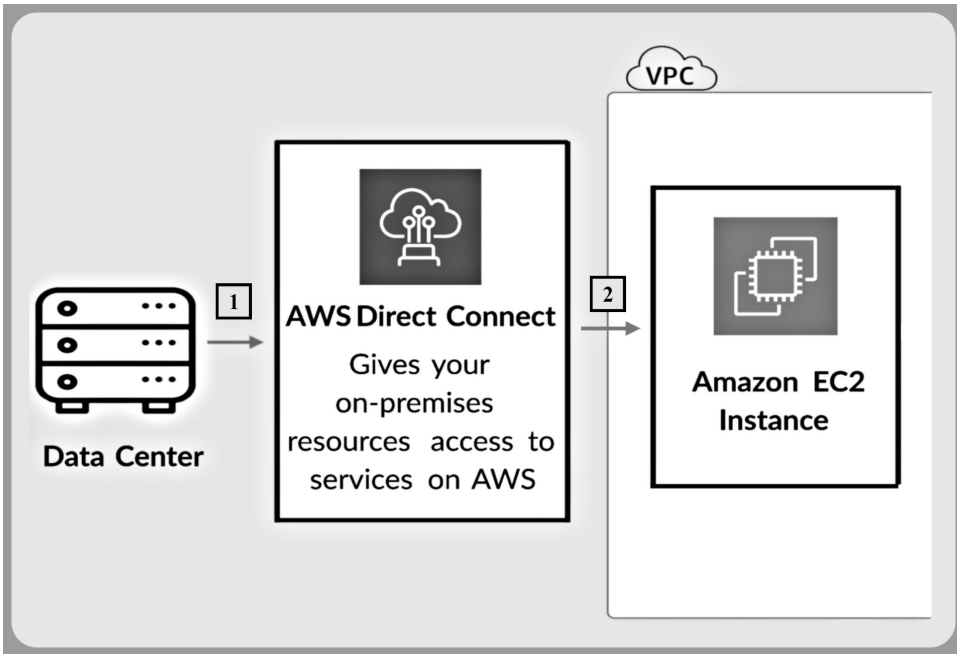 VPC
1
2
AWS Direct Connect
Gives your
on-premises
resources access to
services on AWS
Data Center
Amazon EC2
Instance